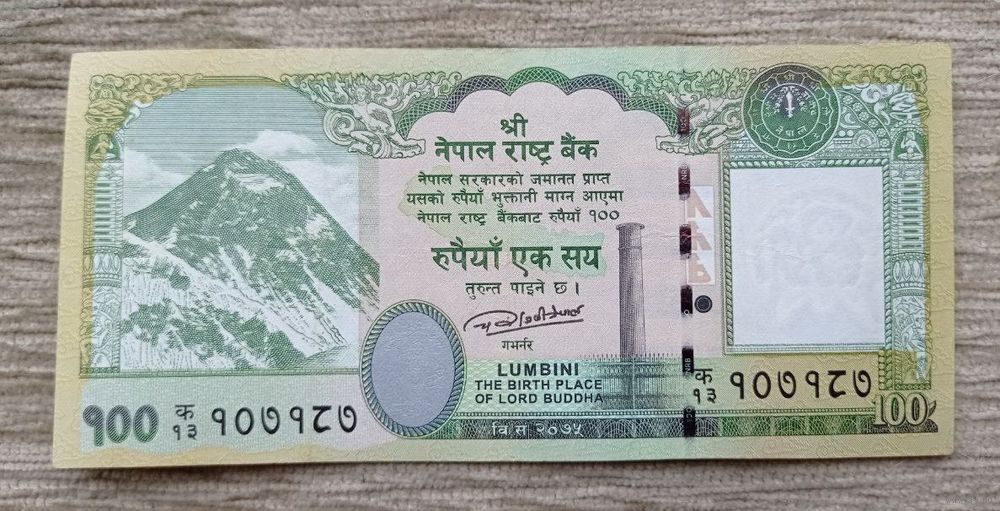 श्री
नेपाल राष्ट्र बैंक
नेपाल सरकारको जमानत प्राप्त
यसको रुपैयाँ भुक्तानी माग्न आएमा
नेपाल राष्ट्र बैंकबाट रुपैयाँ १००
रुपैयाँ एक सय
तुरुन्त पाइने छ ।
गभर्नर
LUMBINI
THE BIRTH PLACE
OF LORD BUDDHA
वि.सं. २०७५
१०० क १३ १०७१८७
क १३ १०७१८७
100